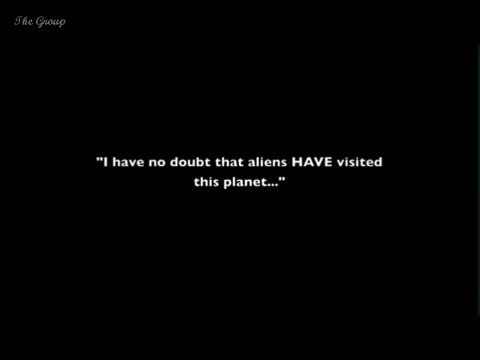 The Group
"I have no doubt that aliens HAVE visited
this planet..."